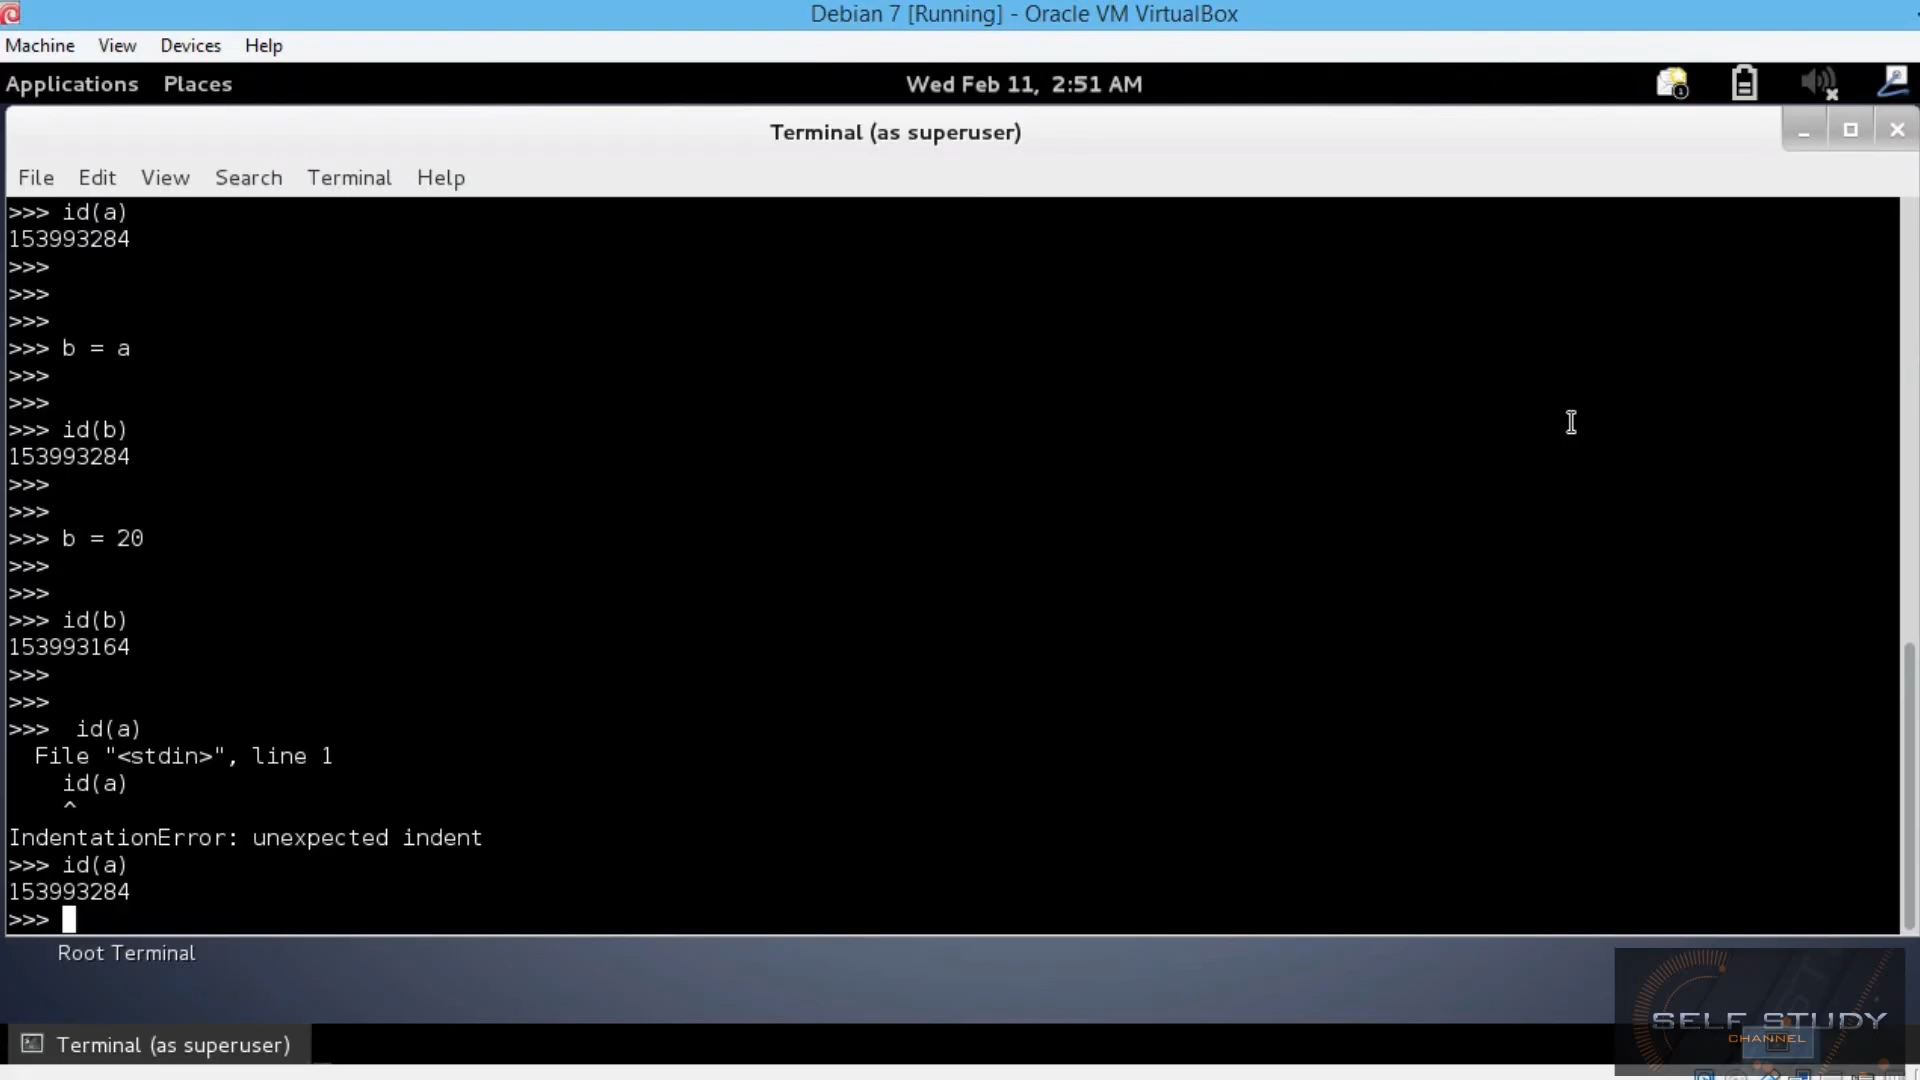 Debian 7 [Running] - Oracle VM VirtualBox
Machine View Devices Help
Applications Places Wed Feb 11, 2:51 AM
Terminal (as superuser)
File Edit View Search Terminal Help
>>> id(a)
153993284
>>>
>>>
>>>
>>> b = a
>>>
>>>
>>> id(b)
153993284
>>>
>>>
>>> b = 20
>>>
>>>
>>> id(b)
153993164
>>>
>>>
>>>  id(a)
  File "<stdin>", line 1
    id(a)
    ^
IndentationError: unexpected indent
>>> id(a)
153993284
>>>
Root Terminal
SELF STUDY
CHANNEL
Terminal (as superuser)